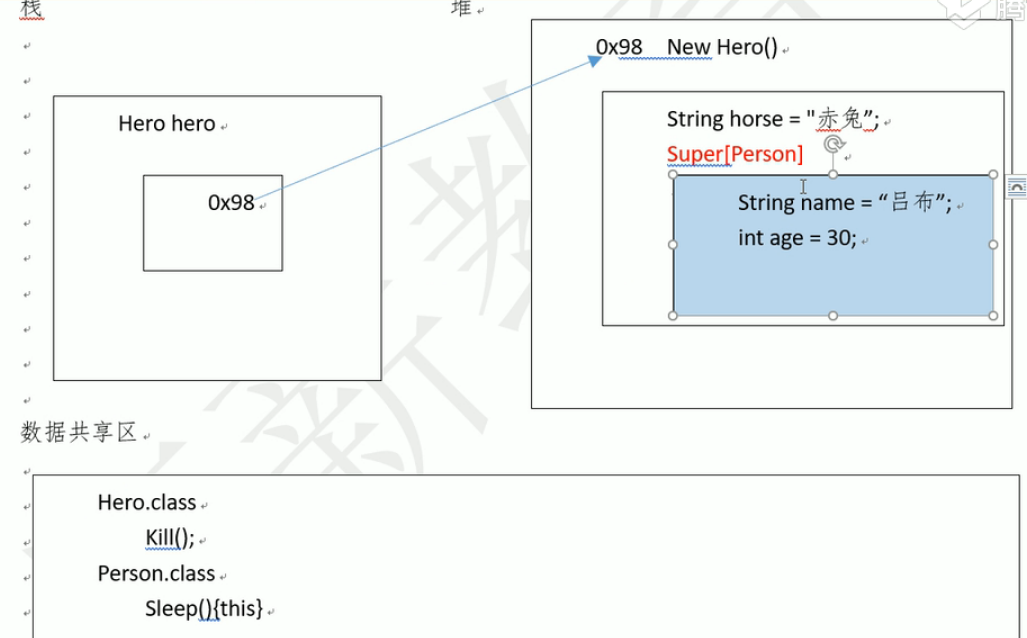 栈
堆
Hero hero
0x98
0x98 New Hero()
String horse = "赤兔”;
Super[Person]
String name = “吕布”;
int age = 30;
数据共享区
Hero.class
Kill();
Person.class
Sleep(){this}